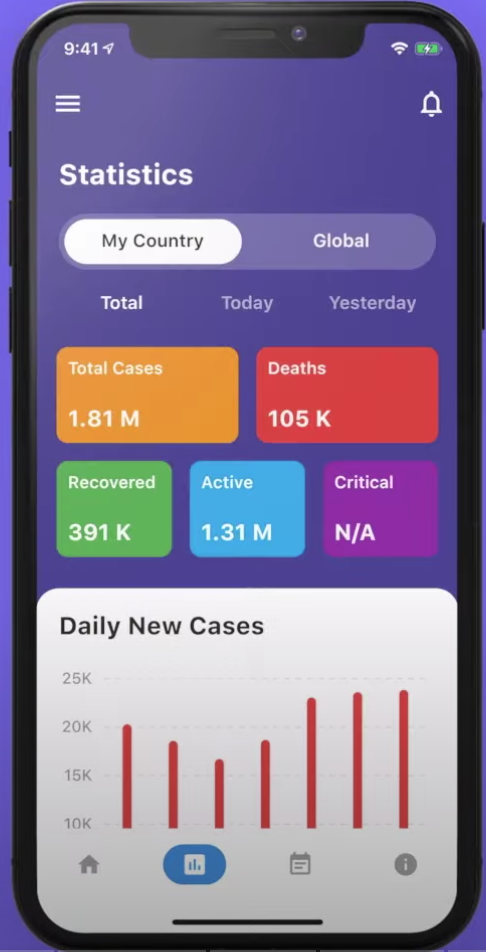 9:41
Statistics
My Country Global
Total Today Yesterday
Total Cases Deaths
1.81 M 105 K
Recovered Active Critical
391 K 1.31 M N/A
Daily New Cases
25K
20K
15K
10K